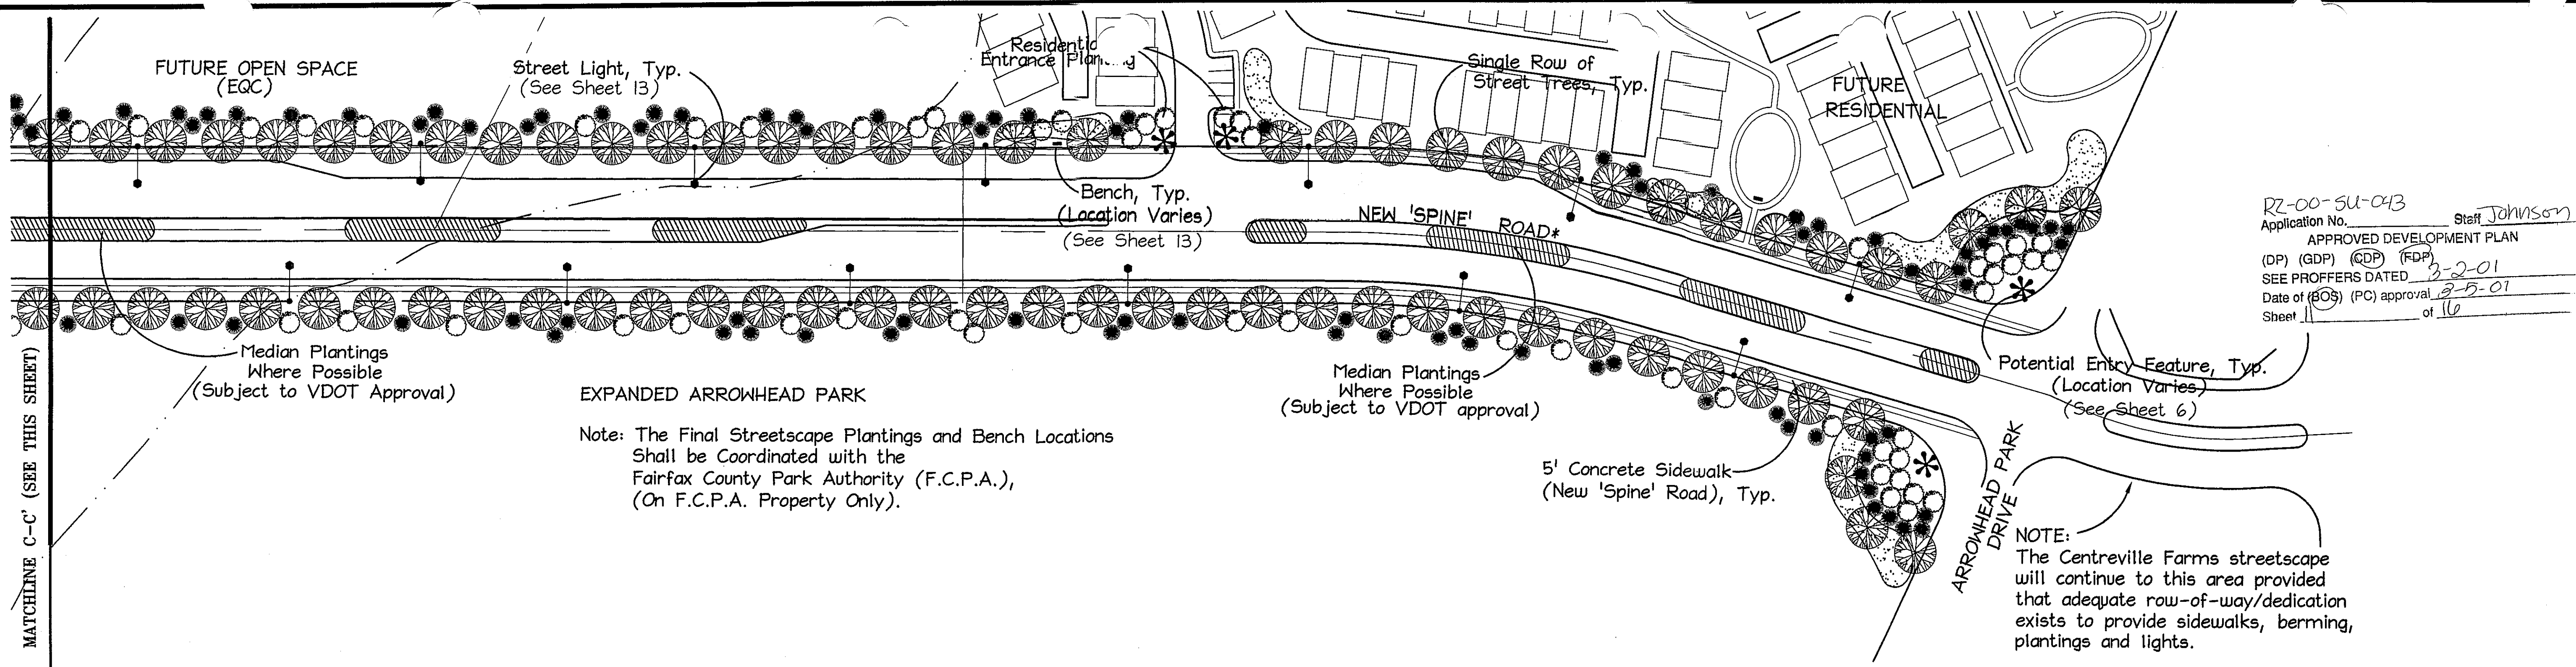 FUTURE OPEN SPACE
(EQC)
Street Light, Typ.
(See Sheet 13)
Residential
Entrance Planting
Single Row of
Street Trees, Typ.
FUTURE
RESIDENTIAL
Bench, Typ.
(Location Varies)
(See Sheet 13)
NEW 'SPINE' ROAD*
RZ-00-SU-043
Application No. Staff Johnson
APPROVED DEVELOPMENT PLAN
(DP) (GDP) (CDP) (FDP)
SEE PROFFERS DATED 3-2-01
Date of (BOS) (PC) approval 3-5-01
Sheet 11 of 16
MATCHLINE C-C' (SEE THIS SHEET)
Median Plantings
Where Possible
(Subject to VDOT Approval)
EXPANDED ARROWHEAD PARK
Note: The Final Streetscape Plantings and Bench Locations
Shall be Coordinated with the
Fairfax County Park Authority (F.C.P.A.),
(On F.C.P.A. Property Only).
Median Plantings
Where Possible
(Subject to VDOT approval)
5' Concrete Sidewalk
(New 'Spine' Road), Typ.
Potential Entry Feature, Typ.
(Location Varies)
(See Sheet 6)
ARROWHEAD PARK
DRIVE
NOTE:
The Centreville Farms streetscape
will continue to this area provided
that adequate row-of-way/dedication
exists to provide sidewalks, berming,
plantings and lights.